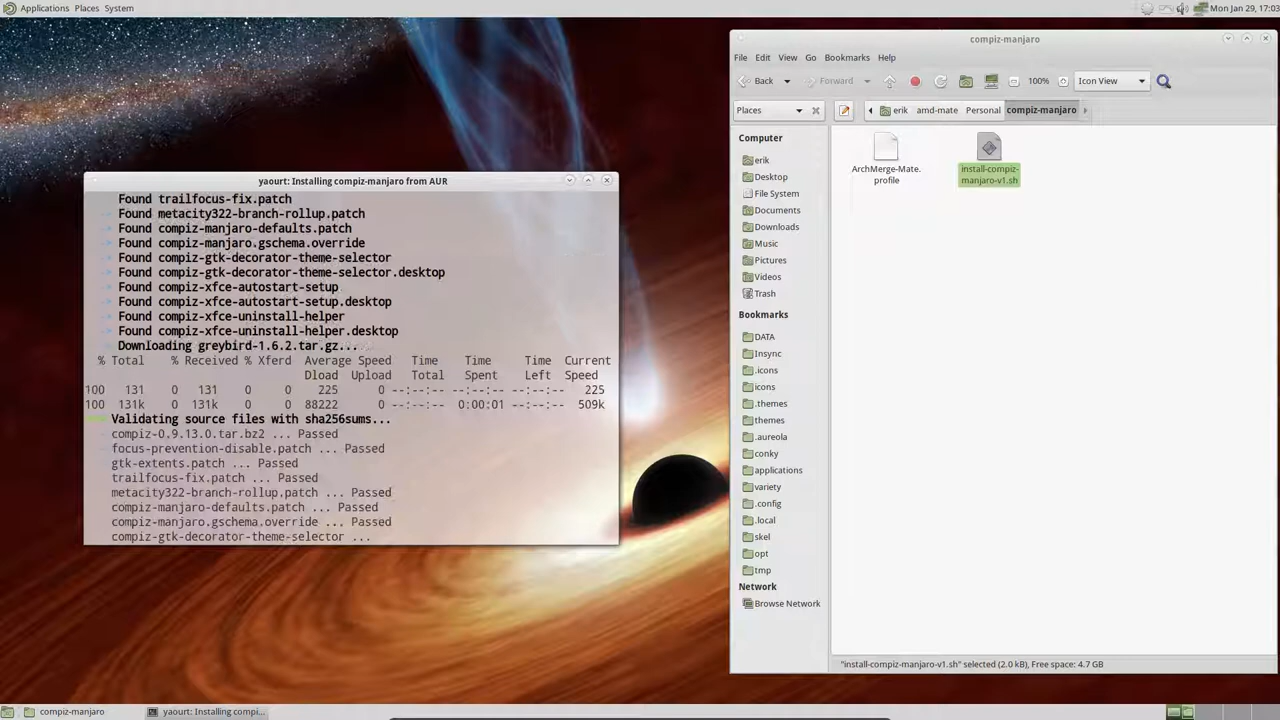 Applications Places System
Mon Jan 29, 17:03
yaourt: Installing compiz-manjaro from AUR
Found trailfocus-fix.patch
Found metacity322-branch-rollup.patch
Found compiz-manjaro-defaults.patch
Found compiz-manjaro.gschema.override
Found compiz-gtk-decorator-theme-selector
Found compiz-gtk-decorator-theme-selector.desktop
Found compiz-xfce-autostart-setup
Found compiz-xfce-autostart-setup.desktop
Found compiz-xfce-uninstall-helper
Found compiz-xfce-uninstall-helper.desktop
Downloading greybird-1.6.2.tar.gz...
% Total % Received % Xferd Average Speed Time Time Time Current
Dload Upload Total Spent Left Speed
100 131 0 131 0 0 225 0 --:--:-- --:--:-- --:--:-- 225
100 131k 0 131k 0 0 88222 0 --:--:-- 0:00:01 --:--:-- 509k
Validating source files with sha256sums...
compiz-0.9.13.0.tar.bz2 ... Passed
focus-prevention-disable.patch ... Passed
gtk-extents.patch ... Passed
trailfocus-fix.patch ... Passed
metacity322-branch-rollup.patch ... Passed
compiz-manjaro-defaults.patch ... Passed
compiz-manjaro.gschema.override ... Passed
compiz-gtk-decorator-theme-selector ...
compiz-manjaro
File Edit View Go Bookmarks Help
Back Forward 100% Icon View
Places erik amd-mate Personal compiz-manjaro
Computer
erik
Desktop
File System
Documents
Downloads
Music
Pictures
Videos
Trash
Bookmarks
DATA
Insync
.icons
icons
.themes
themes
.aureola
conky
applications
variety
.config
.local
skel
opt
tmp
Network
Browse Network
ArchMerge-Mate.
profile
install-compiz-
manjaro-v1.sh
"install-compiz-manjaro-v1.sh" selected (2.0 kB), Free space: 4.7 GB
compiz-manjaro
yaourt: Installing compi...